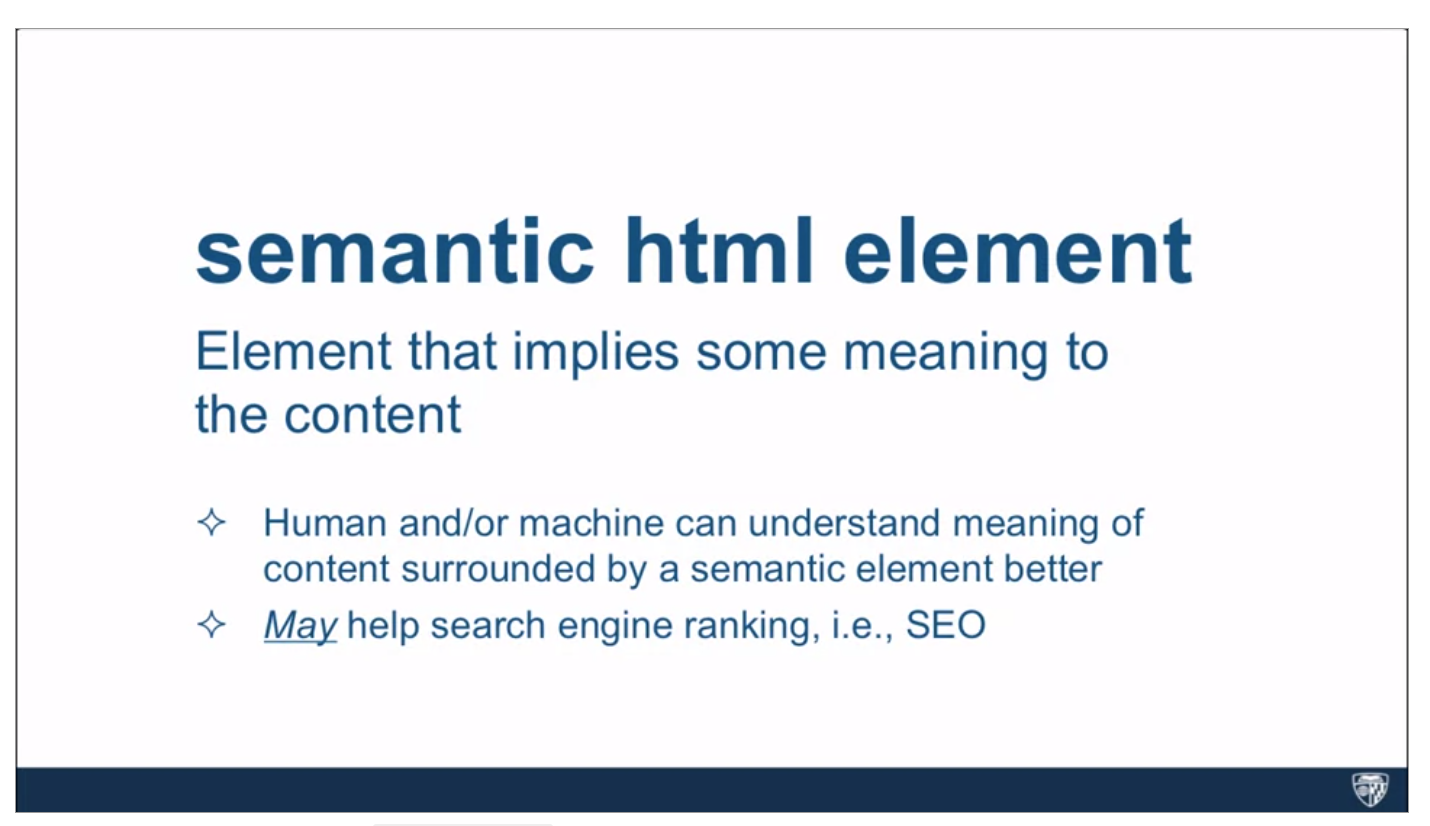 semantic html element
Element that implies some meaning to
the content
✧ Human and/or machine can understand meaning of
content surrounded by a semantic element better
✧ May help search engine ranking, i.e., SEO